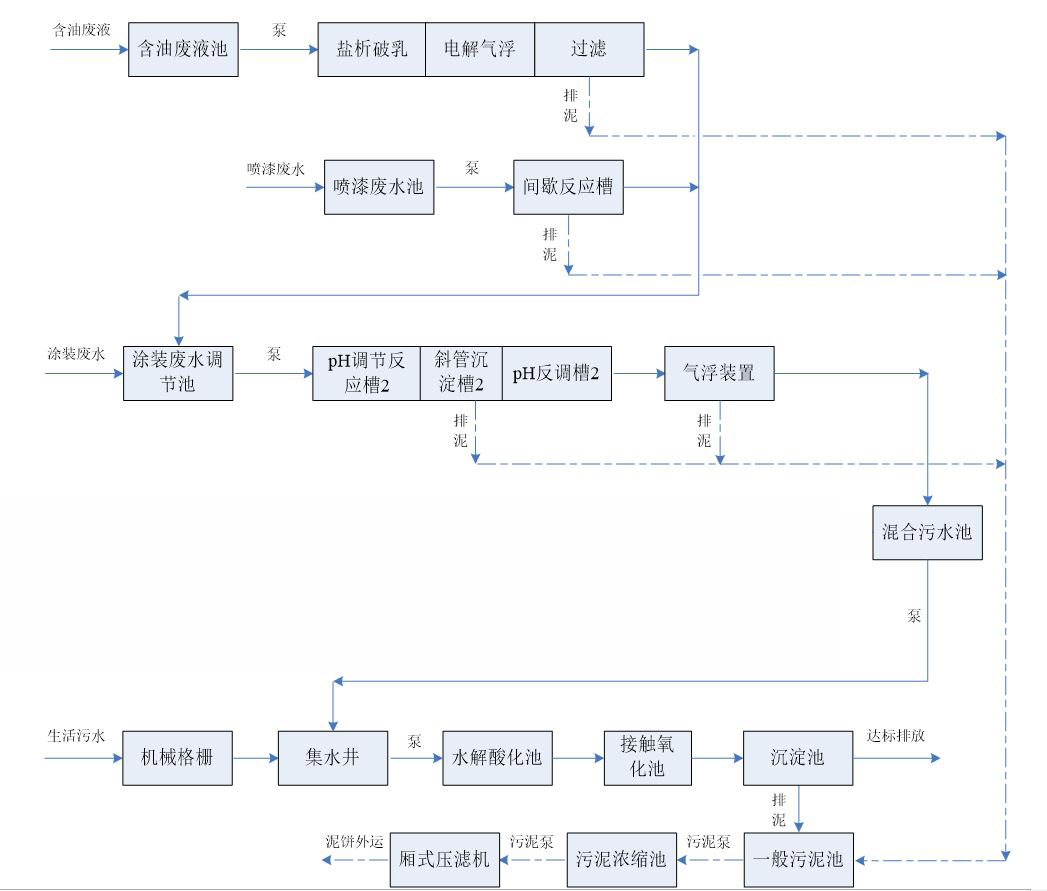 含油废液
泵
含油废液池
盐析破乳
电解气浮
过滤
排
泥
喷漆废水
泵
喷漆废水池
间歇反应槽
排
泥
涂装废水
泵
涂装废水调
节池
pH调节反
应槽2
斜管沉
淀槽2
pH反调槽2
气浮装置
排
泥
排
泥
混合污水池
泵
生活污水
机械格栅
集水井
泵
水解酸化池
接触氧
化池
沉淀池
达标排放
排
泥
泥饼外运
厢式压滤机
污泥泵
污泥浓缩池
污泥泵
一般污泥池